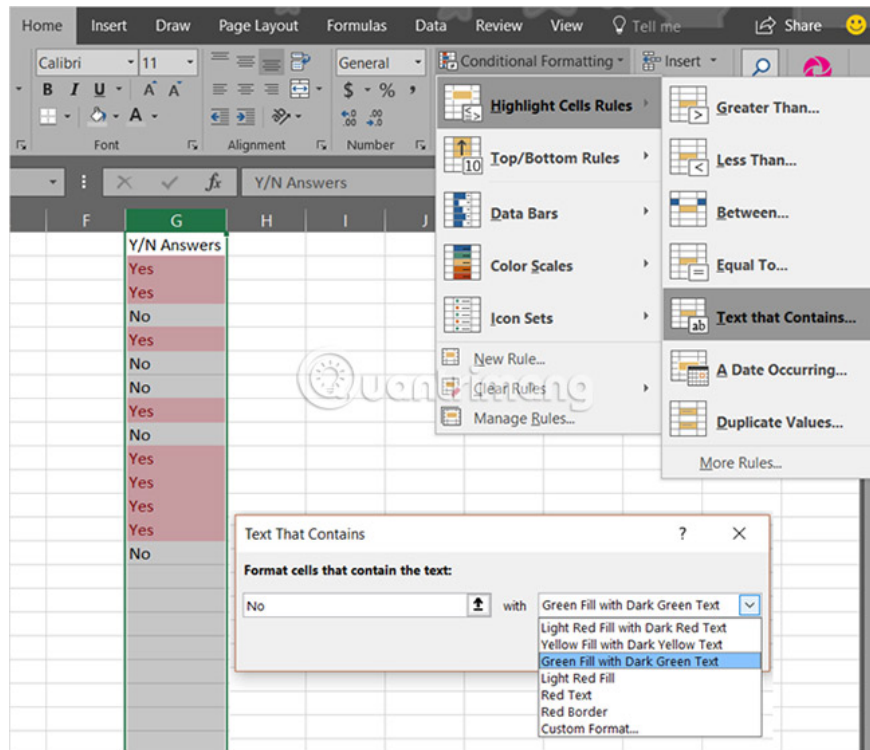 Home Insert Draw Page Layout Formulas Data Review View Tell me Share
Calibri 11 General Conditional Formatting Insert
B I U A A $ % ,
A .00 .00
Font Alignment Number
fx Y/N Answers
F G H I J
Y/N Answers
Yes
Yes
No
Yes
No
No
Yes
No
Yes
Yes
Yes
Yes
No
Highlight Cells Rules
Top/Bottom Rules
Data Bars
Color Scales
Icon Sets
New Rule...
Clear Rules
Manage Rules...
Greater Than...
Less Than...
Between...
Equal To...
Text that Contains...
A Date Occurring...
Duplicate Values...
More Rules...
Quantrimang
Text That Contains ?
Format cells that contain the text:
No with Green Fill with Dark Green Text
Light Red Fill with Dark Red Text
Yellow Fill with Dark Yellow Text
Green Fill with Dark Green Text
Light Red Fill
Red Text
Red Border
Custom Format...